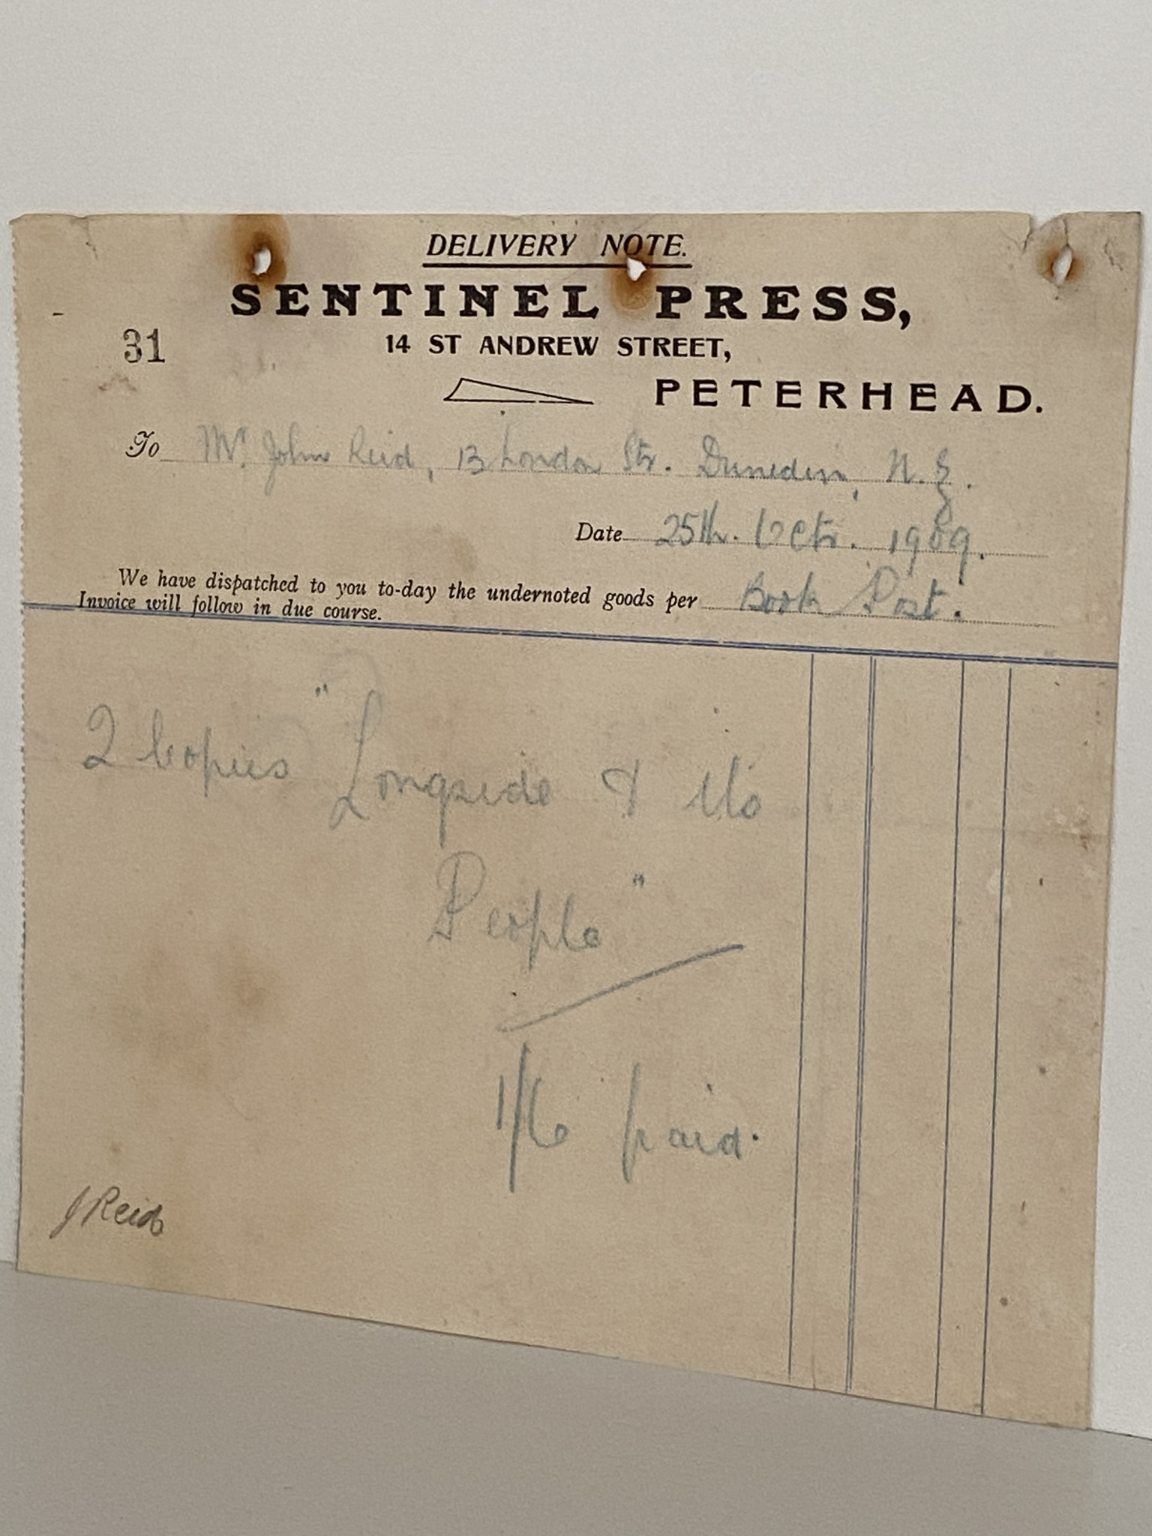 DELIVERY NOTE.
SENTINEL PRESS,
31
14 ST ANDREW STREET,
PETERHEAD.
To Mr. John Reid, 13 London Str. Dunedin, N.Z.
Date 25th. Octr. 1909.
We have dispatched to you to-day the undernoted goods per Book Post.
Invoice will follow in due course.
2 Copies "Longside & its
People"
1/6 paid.
J Reid